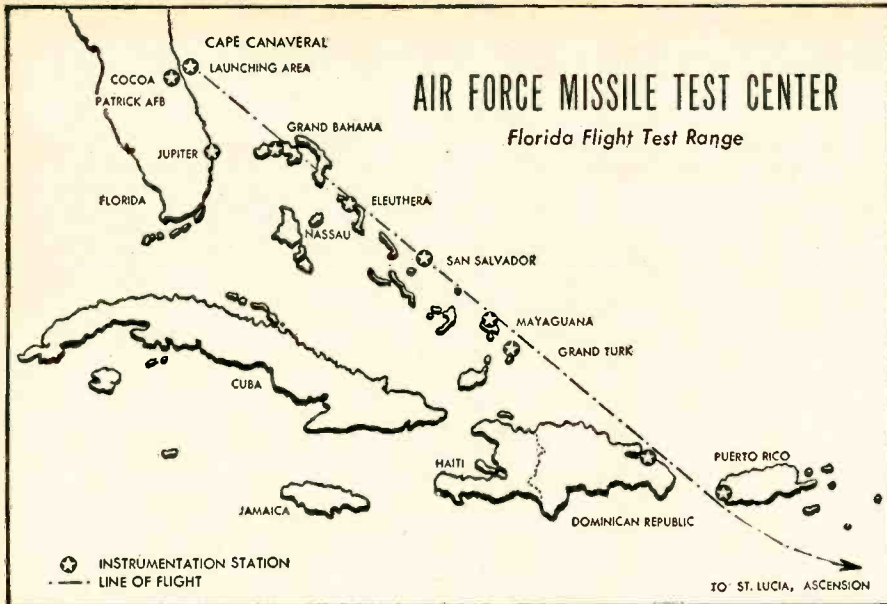 CAPE CANAVERAL
LAUNCHING AREA
COCOA
PATRICK AFB
AIR FORCE MISSILE TEST CENTER
Florida Flight Test Range
GRAND BAHAMA
JUPITER
FLORIDA
ELEUTHERA
NASSAU
SAN SALVADOR
MAYAGUANA
GRAND TURK
CUBA
HAITI
PUERTO RICO
JAMAICA
DOMINICAN REPUBLIC
INSTRUMENTATION STATION
LINE OF FLIGHT
TO ST. LUCIA, ASCENSION